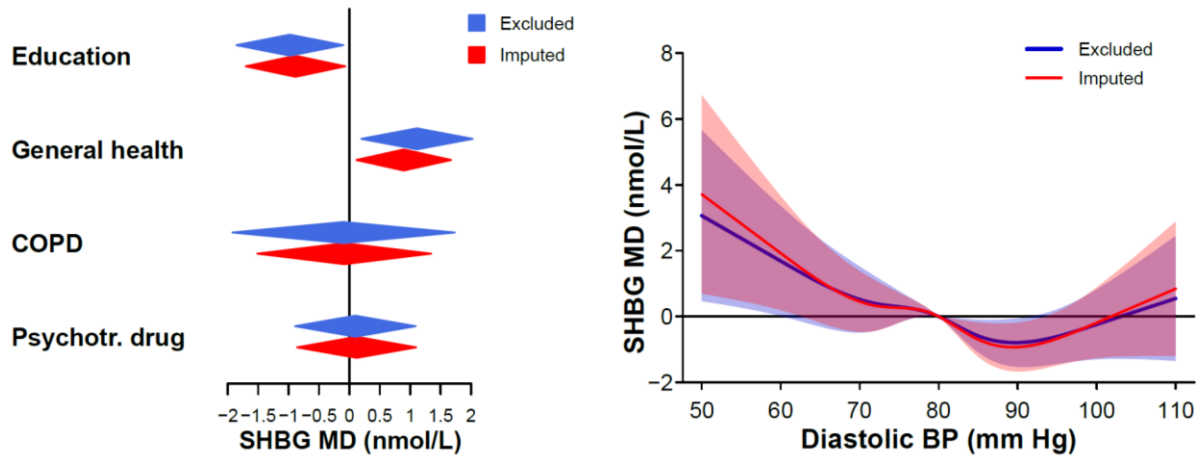 Excluded
Imputed
Education
General health
COPD
Psychotr. drug
−2 −1.5 −1 −0.5 0 0.5 1 1.5 2
SHBG MD (nmol/L)
Excluded
Imputed
SHBG MD (nmol/L)
8
6
4
2
0
−2
50 60 70 80 90 100 110
Diastolic BP (mm Hg)